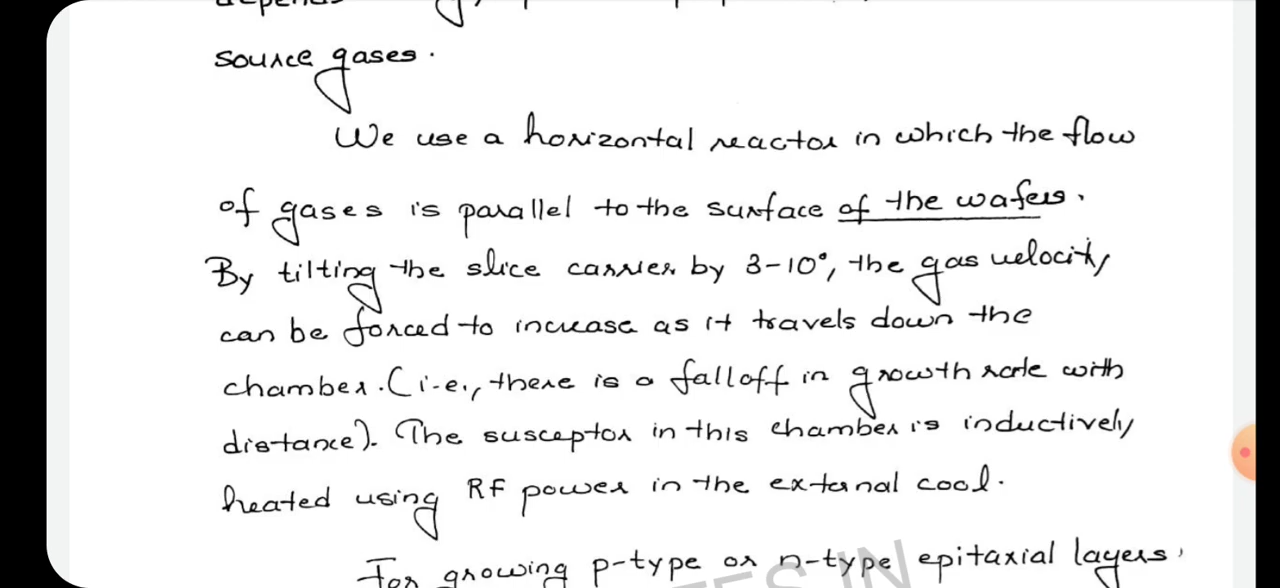 depends
source gases.
We use a horizontal reactor in which the flow
of gases is parallel to the surface of the wafers.
By tilting the slice carrier by 3-10°, the gas velocity
can be forced to increase as it travels down the
chamber. (i.e., there is a falloff in growth rate with
distance). The susceptor in this chamber is inductively
heated using RF power in the external cool.
For growing p-type or n-type epitaxial layers,